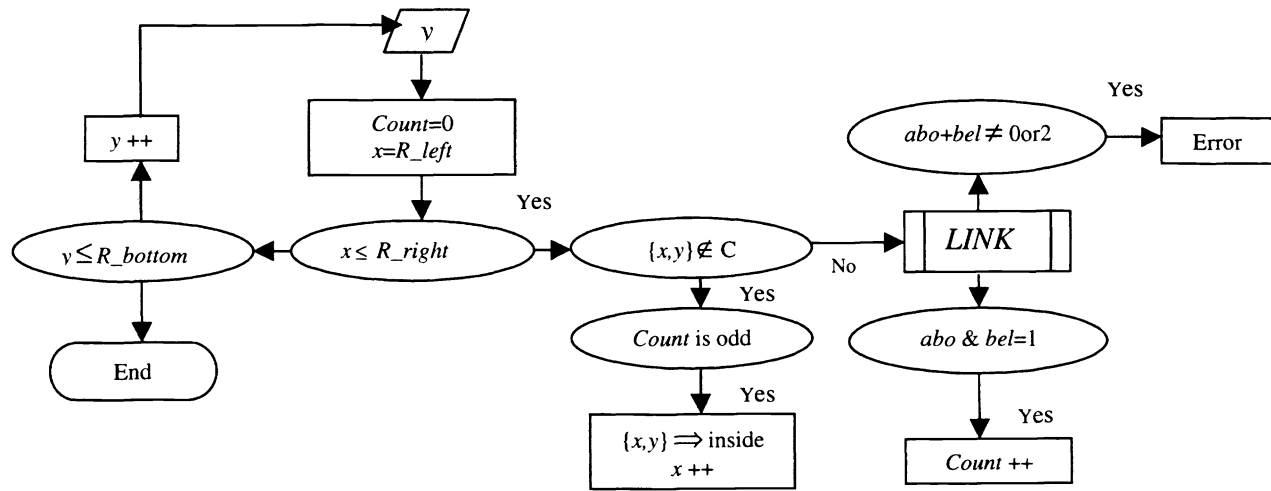 y
Count=0
x=R_left
y ++
Yes
y ≤ R_bottom
x ≤ R_right
{x,y} ∉ C
No
LINK
abo+bel ≠ 0or2
Yes
Error
Yes
Count is odd
abo & bel=1
End
Yes
{x,y} ⇒ inside
x ++
Yes
Count ++